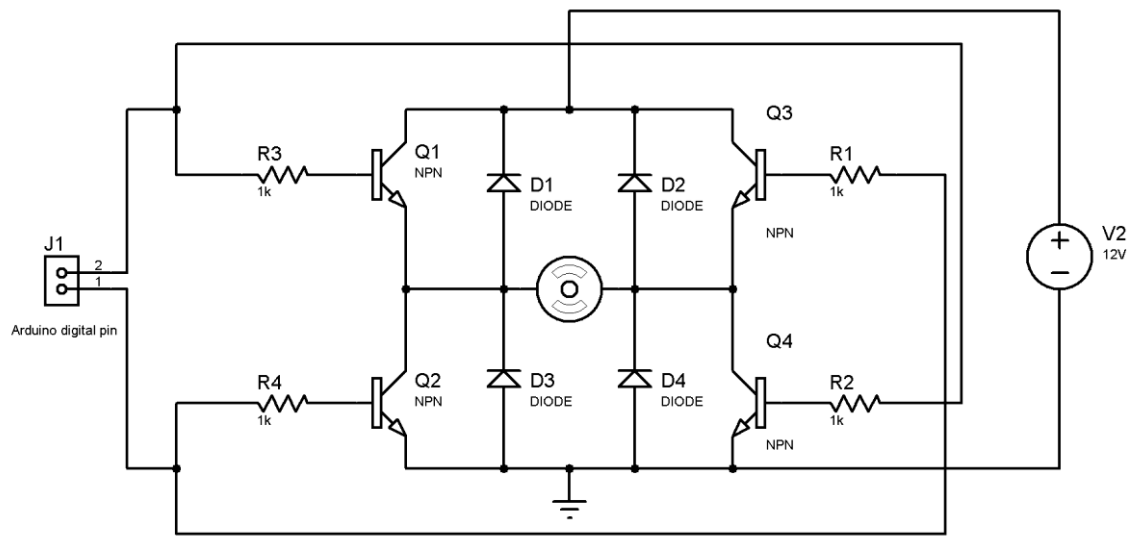 Q3
R3
1k
Q1
NPN
D1
DIODE
D2
DIODE
R1
1k
NPN
J1
2
1
V2
12V
Arduino digital pin
Q4
R4
1k
Q2
NPN
D3
DIODE
D4
DIODE
R2
1k
NPN